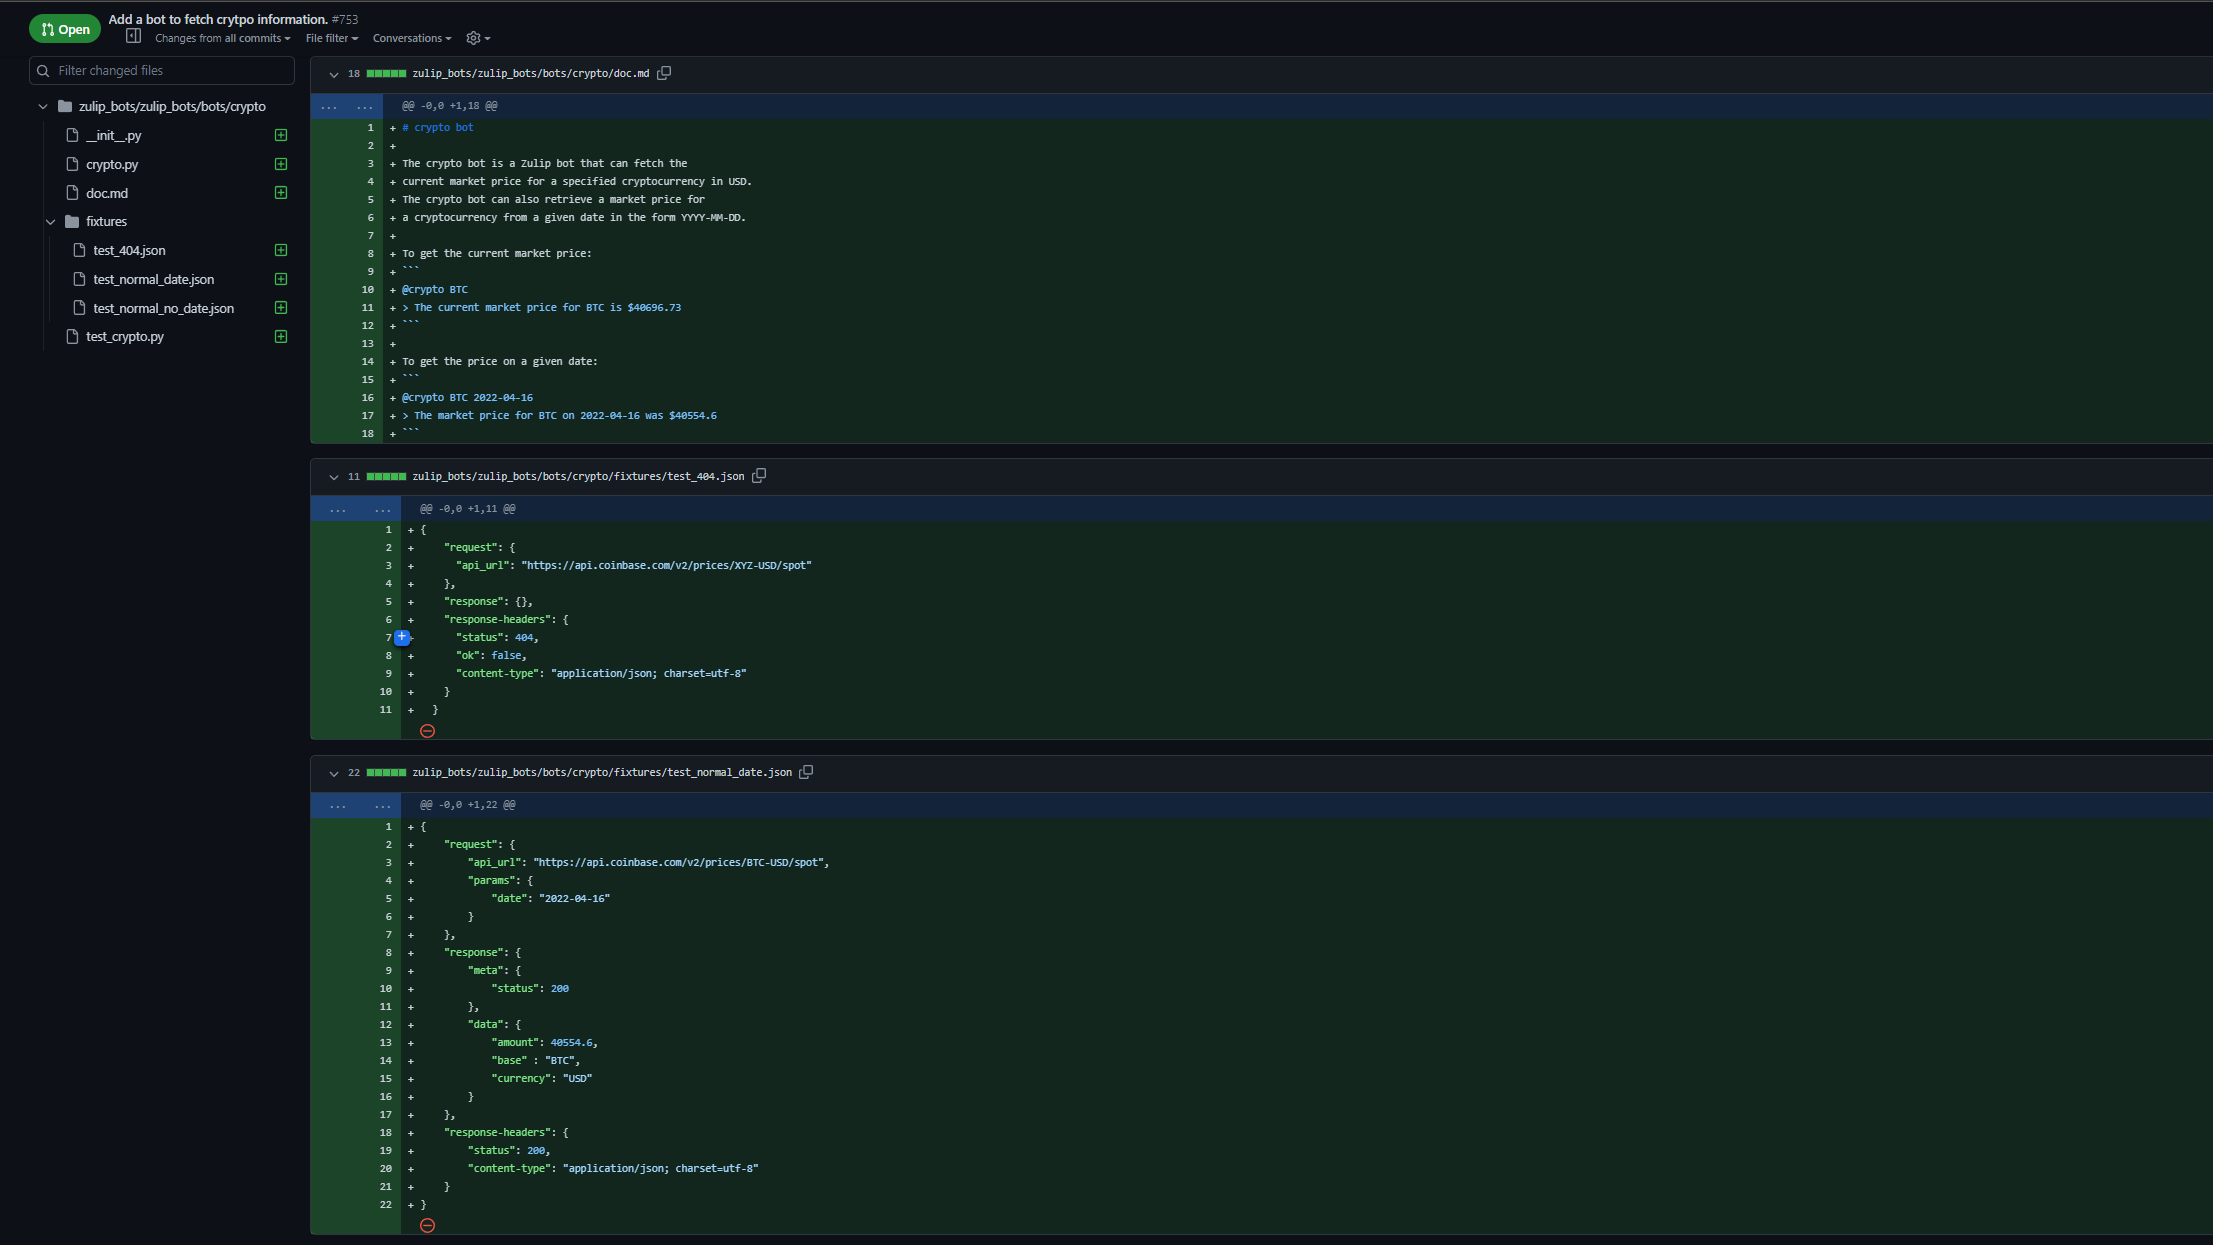 Open
Add a bot to fetch crytpo information. #753
Changes from all commits File filter Conversations
Filter changed files
zulip_bots/zulip_bots/bots/crypto
__init__.py
crypto.py
doc.md
fixtures
test_404.json
test_normal_date.json
test_normal_no_date.json
test_crypto.py
18 zulip_bots/zulip_bots/bots/crypto/doc.md
... ... @@ -0,0 +1,18 @@
1 + # crypto bot
2 +
3 + The crypto bot is a Zulip bot that can fetch the
4 + current market price for a specified cryptocurrency in USD.
5 + The crypto bot can also retrieve a market price for
6 + a cryptocurrency from a given date in the form YYYY-MM-DD.
7 +
8 + To get the current market price:
9 + ```
10 + @crypto BTC
11 + > The current market price for BTC is $40696.73
12 + ```
13 +
14 + To get the price on a given date:
15 + ```
16 + @crypto BTC 2022-04-16
17 + > The market price for BTC on 2022-04-16 was $40554.6
18 + ```
11 zulip_bots/zulip_bots/bots/crypto/fixtures/test_404.json
... ... @@ -0,0 +1,11 @@
1 + {
2 + "request": {
3 + "api_url": "https://api.coinbase.com/v2/prices/XYZ-USD/spot"
4 + },
5 + "response": {},
6 + "response-headers": {
7 + "status": 404,
8 + "ok": false,
9 + "content-type": "application/json; charset=utf-8"
10 + }
11 + }
22 zulip_bots/zulip_bots/bots/crypto/fixtures/test_normal_date.json
... ... @@ -0,0 +1,22 @@
1 + {
2 + "request": {
3 + "api_url": "https://api.coinbase.com/v2/prices/BTC-USD/spot",
4 + "params": {
5 + "date": "2022-04-16"
6 + }
7 + },
8 + "response": {
9 + "meta": {
10 + "status": 200
11 + },
12 + "data": {
13 + "amount": 40554.6,
14 + "base" : "BTC",
15 + "currency": "USD"
16 + }
17 + },
18 + "response-headers": {
19 + "status": 200,
20 + "content-type": "application/json; charset=utf-8"
21 + }
22 + }